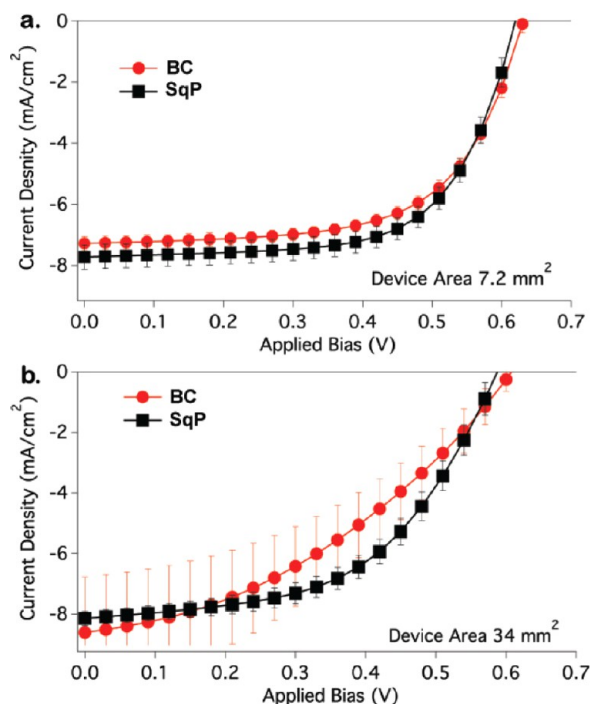 a.
BC
SqP
Current Desnity (mA/cm²)
0
-2
-4
-6
-8
Device Area 7.2 mm²
0.0 0.1 0.2 0.3 0.4 0.5 0.6 0.7
Applied Bias (V)
b.
BC
SqP
Current Density (mA/cm²)
0
-2
-4
-6
-8
Device Area 34 mm²
0.0 0.1 0.2 0.3 0.4 0.5 0.6 0.7
Applied Bias (V)